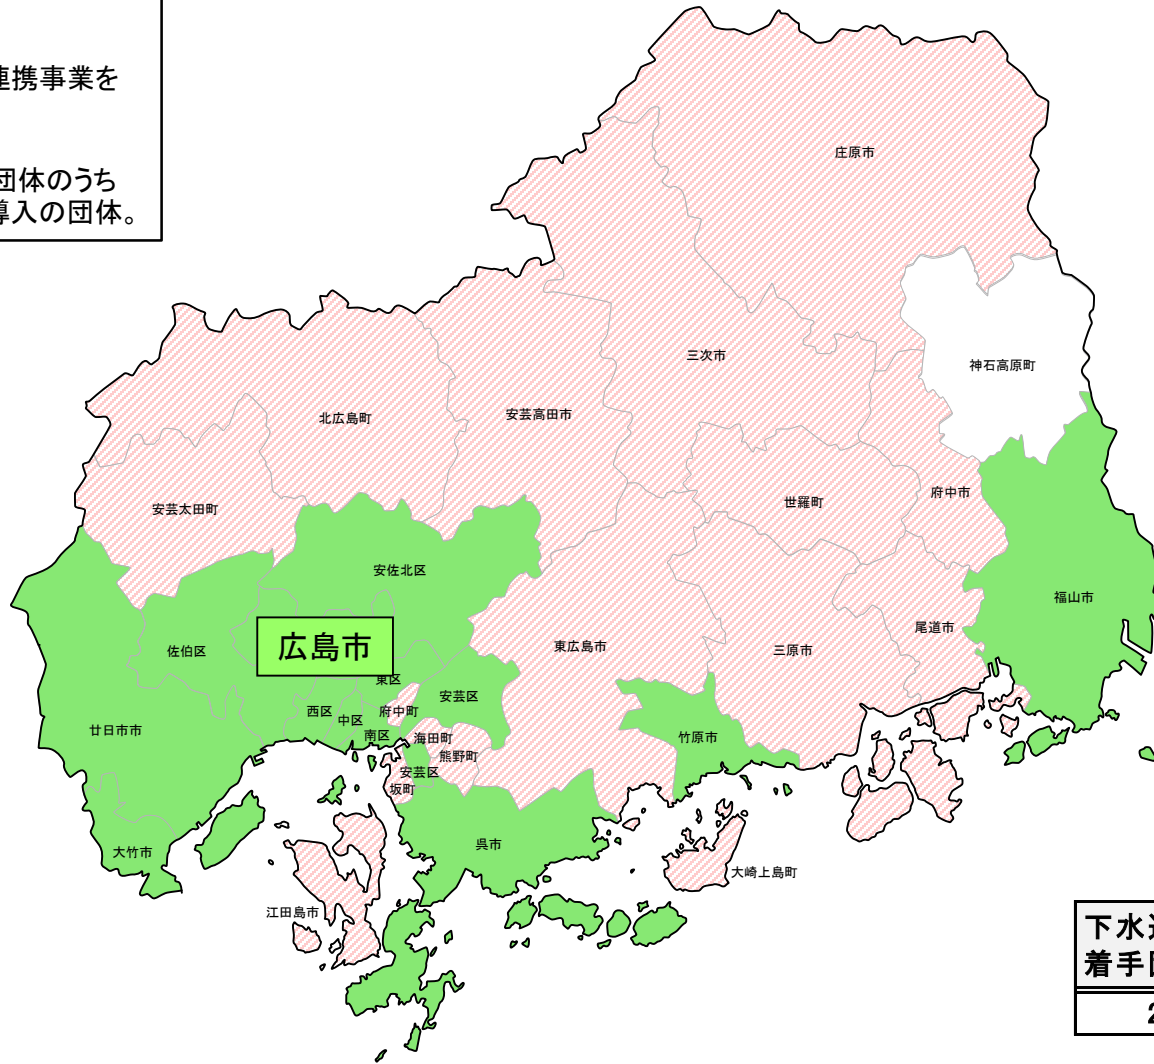 連携事業を
団体のうち
導入の団体。
庄原市
三次市
神石高原町
安芸高田市
北広島町
世羅町
府中市
安芸太田町
安佐北区
福山市
尾道市
広島市
佐伯区
東広島市
三原市
東区
安芸区
西区
府中町
中区
廿日市市
南区
海田町
竹原市
熊野町
安芸区
坂町
呉市
大竹市
大崎上島町
江田島市
下水
着手
2